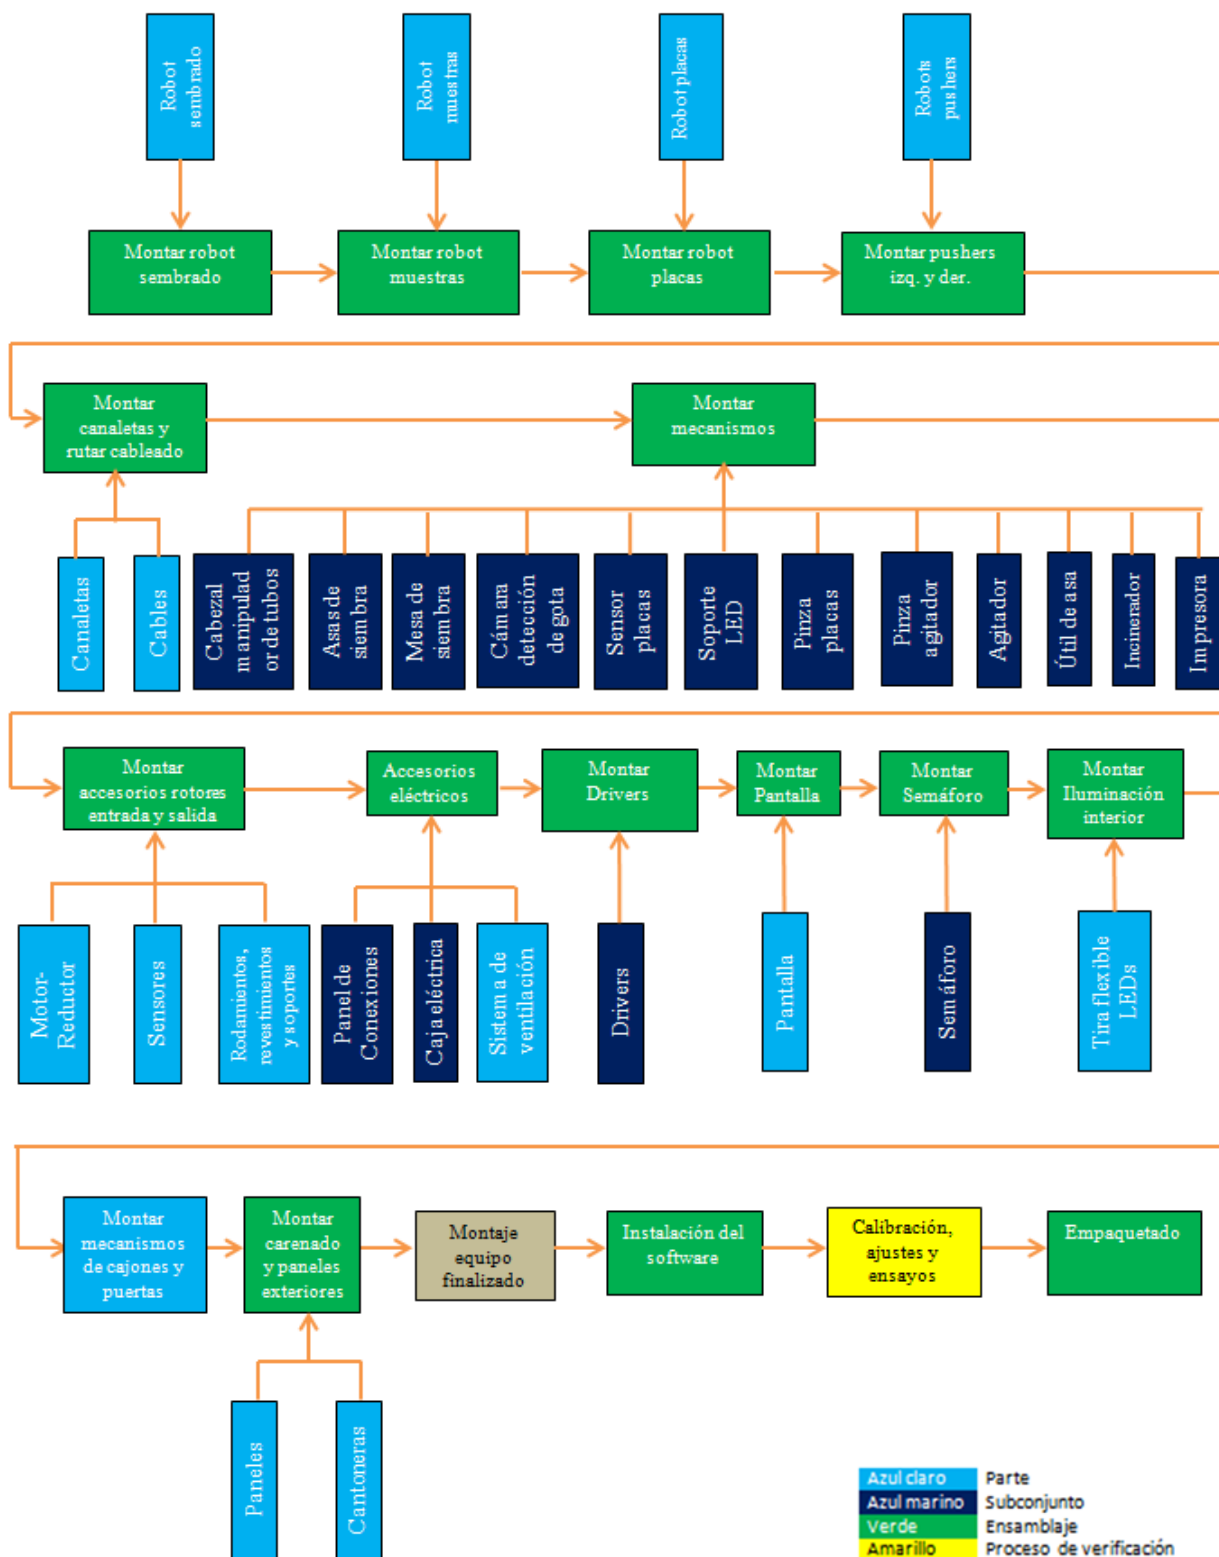 Robot
sembrado
Robot
muestras
Robot placas
Robots
pushers
Montar robot
sembrado
Montar robot
muestras
Montar robot
placas
Montar pushers
izq. y der.
Montar
canaletas y
rutar cableado
Montar
mecanismos
Canaletas
Cables
Cabezal
manipulad
or de tubos
Asas de
siembra
Mesa de
siembra
Cámara
detección
de gota
Sensor
placas
Soporte
LED
Pinza
placas
Pinza
agitador
Agitador
Útil de asa
Incinerador
Impresora
Montar
accesorios rotores
entrada y salida
Accesorios
eléctricos
Montar
Drivers
Montar
Pantalla
Montar
Semáforo
Montar
Iluminación
interior
Motor-
Reductor
Sensores
Rodamientos,
revestimientos
y soportes
Panel de
Conexiones
Caja eléctrica
Sistema de
ventilación
Drivers
Pantalla
Semáforo
Tira flexible
LEDs
Montar
mecanismos
de cajones y
puertas
Montar
carenado
y paneles
exteriores
Montaje
equipo
finalizado
Instalación del
software
Calibración,
ajustes y
ensayos
Empaquetado
Paneles
Cantoneras
Azul claro Parte
Azul marino Subconjunto
Verde Ensamblaje
Amarillo Proceso de verificación